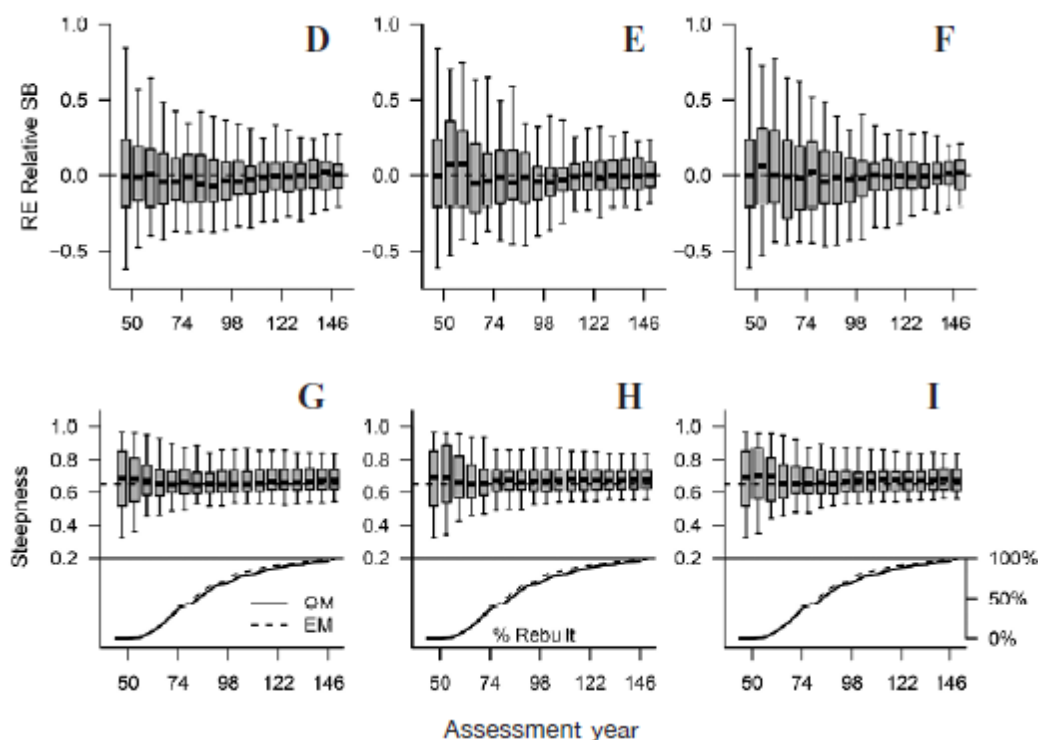 D E F
RE Relative SB
1.0 1.0 1.0
0.5 0.5 0.5
0.0 0.0 0.0
−0.5 −0.5 −0.5
50 74 98 122 146 50 74 98 122 146 50 74 98 122 146
G H I
Steepness
1.0 1.0 1.0
0.8 0.8 0.8
0.6 0.6 0.6
0.4 0.4 0.4
0.2 0.2 0.2 100%
OM 50%
EM % Rebuilt 0%
50 74 98 122 146 50 74 98 122 146 50 74 98 122 146
Assessment year